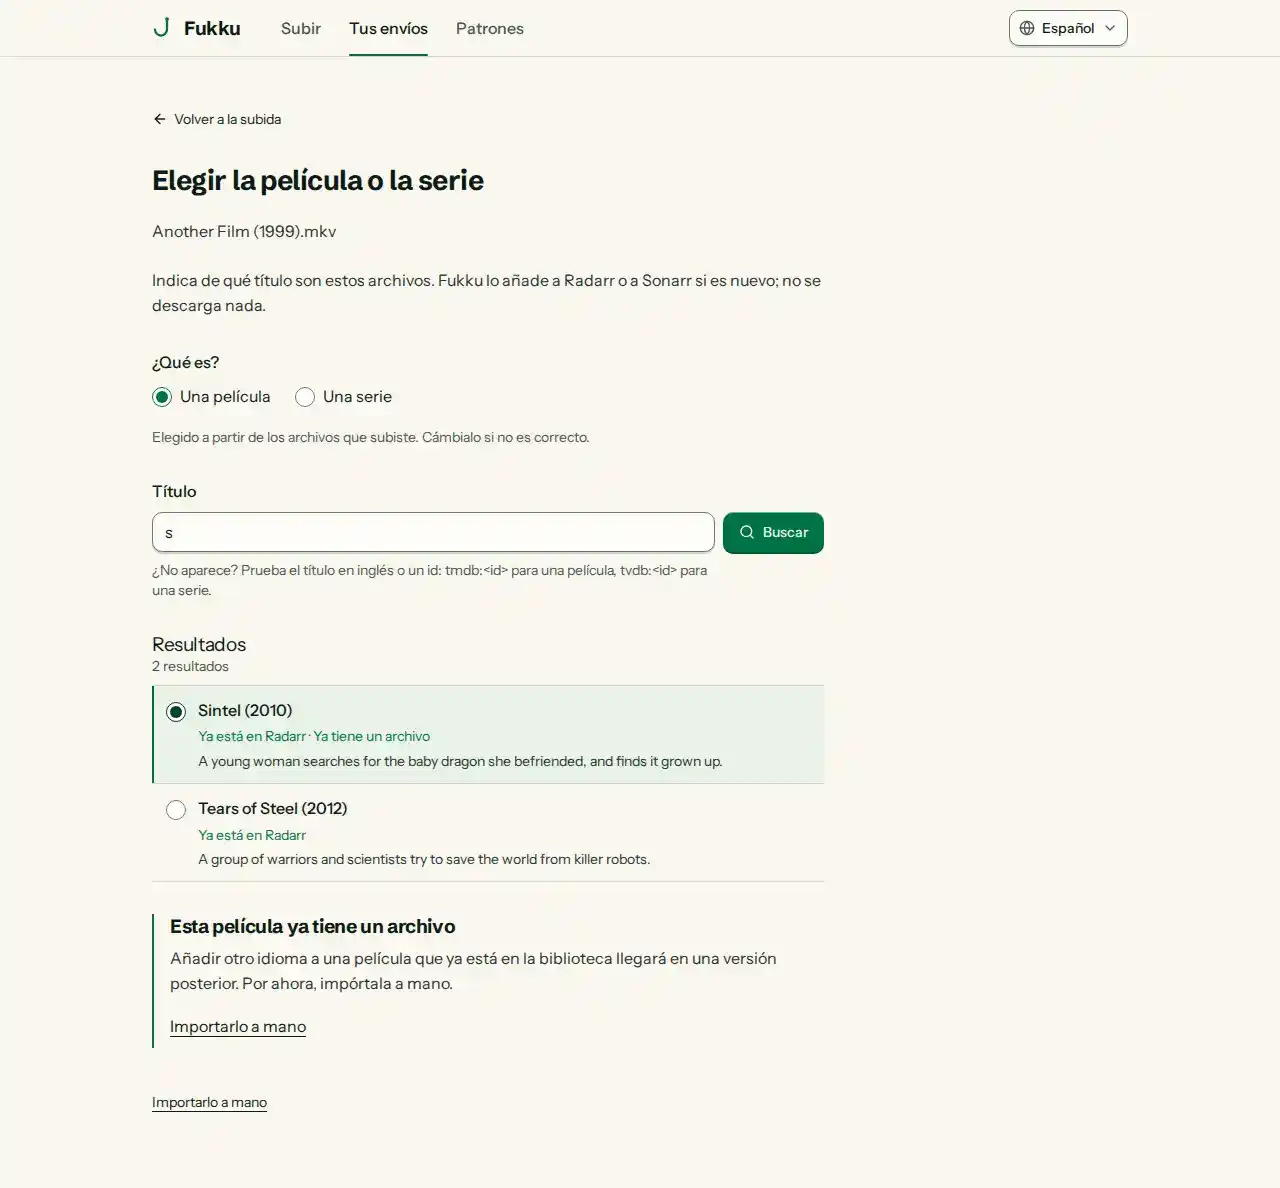 Fukku
Subir
Tus envíos
Patrones
Español
Volver a la subida
Elegir la película o la serie
Another Film (1999).mkv
Indica de qué título son estos archivos. Fukku lo añade a Radarr o a Sonarr si es nuevo; no se
descarga nada.
¿Qué es?
Una película
Una serie
Elegido a partir de los archivos que subiste. Cámbialo si no es correcto.
Título
s
Buscar
¿No aparece? Prueba el título en inglés o un id: tmdb:<id> para una película, tvdb:<id> para
una serie.
Resultados
2 resultados
Sintel (2010)
Ya está en Radarr · Ya tiene un archivo
A young woman searches for the baby dragon she befriended, and finds it grown up.
Tears of Steel (2012)
Ya está en Radarr
A group of warriors and scientists try to save the world from killer robots.
Esta película ya tiene un archivo
Añadir otro idioma a una película que ya está en la biblioteca llegará en una versión
posterior. Por ahora, impórtala a mano.
Importarlo a mano
Importarlo a mano